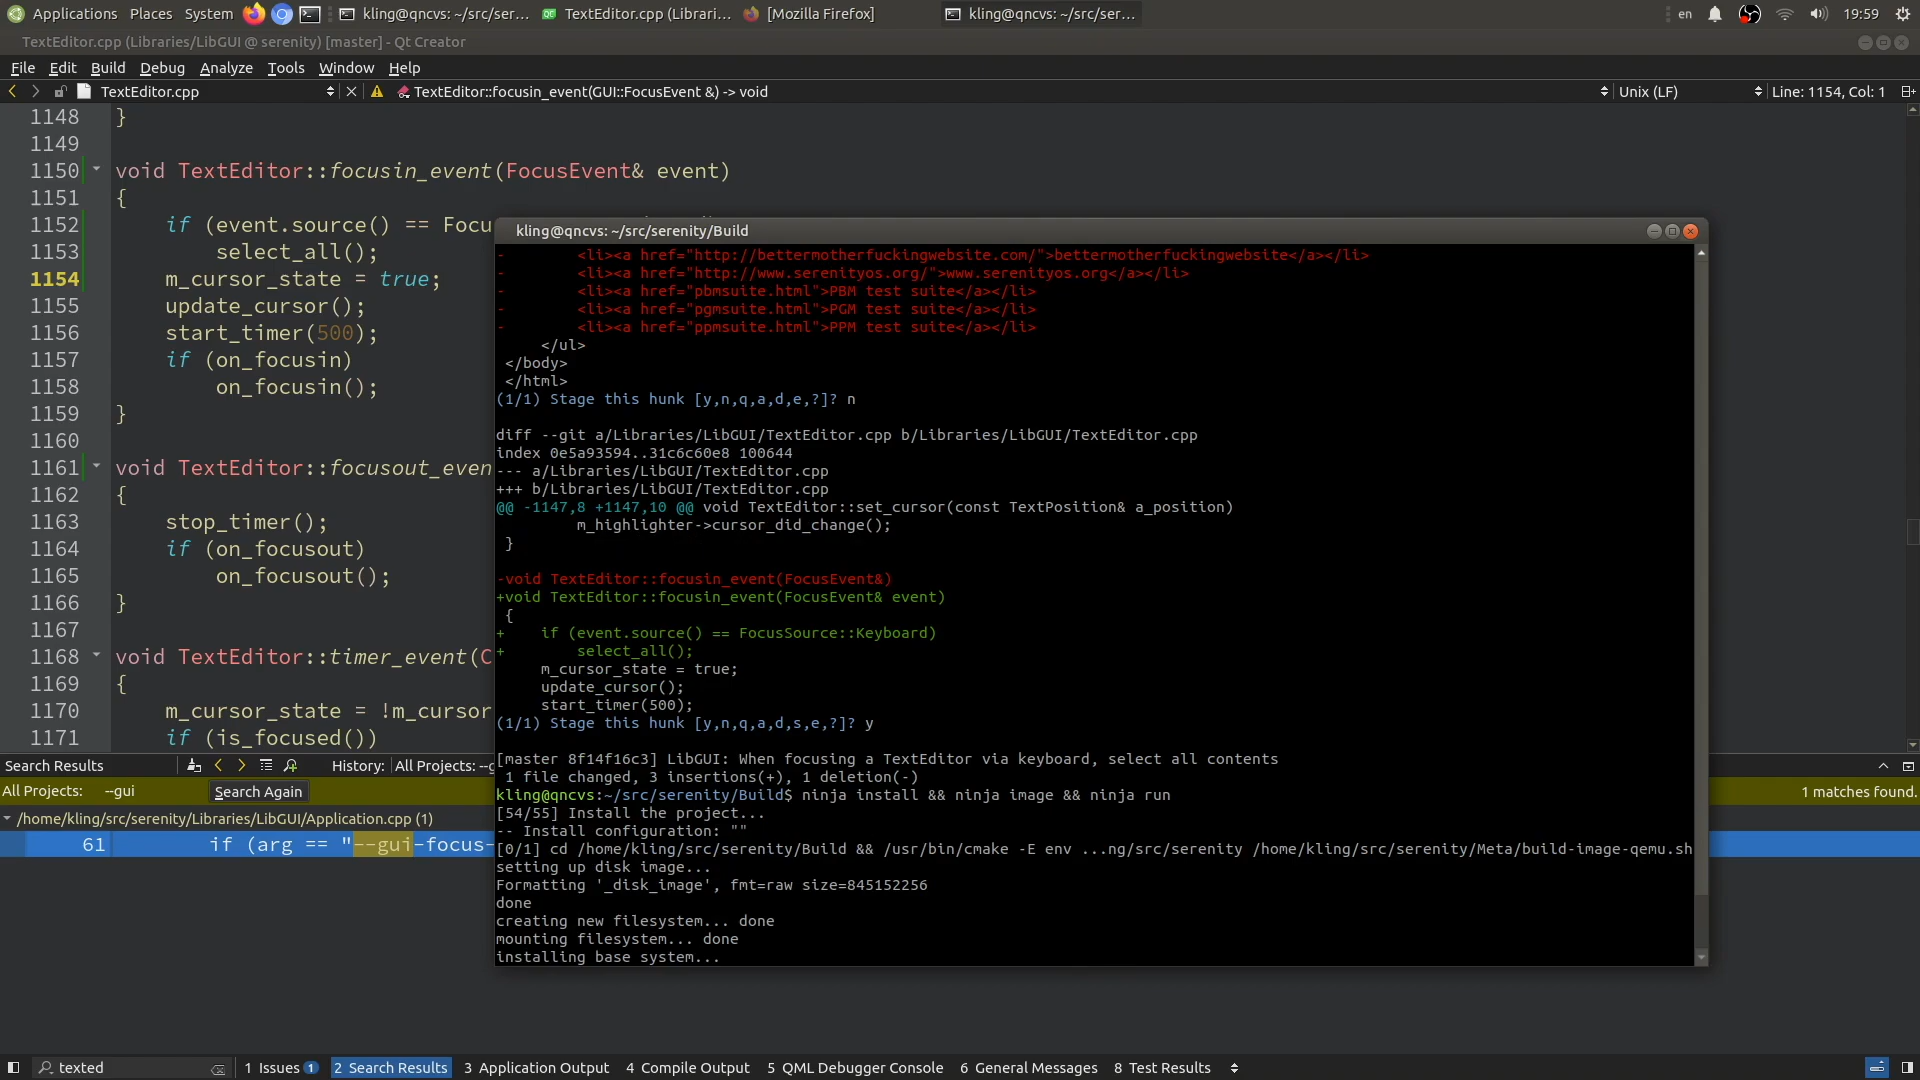 Applications Places System kling@qncvs: ~/src/ser... TextEditor.cpp (Librari... [Mozilla Firefox] kling@qncvs: ~/src/ser... en 19:59
TextEditor.cpp (Libraries/LibGUI @ serenity) [master] - Qt Creator
File Edit Build Debug Analyze Tools Window Help
TextEditor.cpp TextEditor::focusin_event(GUI::FocusEvent &) -> void Unix (LF) Line: 1154, Col: 1
1148 }
1149
1150 void TextEditor::focusin_event(FocusEvent& event)
1151 {
1152 if (event.source() == Focu
1153 select_all();
1154 m_cursor_state = true;
1155 update_cursor();
1156 start_timer(500);
1157 if (on_focusin)
1158 on_focusin();
1159 }
1160
1161 void TextEditor::focusout_even
1162 {
1163 stop_timer();
1164 if (on_focusout)
1165 on_focusout();
1166 }
1167
1168 void TextEditor::timer_event(C
1169 {
1170 m_cursor_state = !m_cursor
1171 if (is_focused())
kling@qncvs: ~/src/serenity/Build
- <li><a href="http://bettermotherfuckingwebsite.com/">bettermotherfuckingwebsite</a></li>
- <li><a href="http://www.serenityos.org/">www.serenityos.org</a></li>
- <li><a href="pbmsuite.html">PBM test suite</a></li>
- <li><a href="pgmsuite.html">PGM test suite</a></li>
- <li><a href="ppmsuite.html">PPM test suite</a></li>
</ul>
</body>
</html>
(1/1) Stage this hunk [y,n,q,a,d,e,?]? n
diff --git a/Libraries/LibGUI/TextEditor.cpp b/Libraries/LibGUI/TextEditor.cpp
index 0e5a93594..31c6c60e8 100644
--- a/Libraries/LibGUI/TextEditor.cpp
+++ b/Libraries/LibGUI/TextEditor.cpp
@@ -1147,8 +1147,10 @@ void TextEditor::set_cursor(const TextPosition& a_position)
m_highlighter->cursor_did_change();
}
-void TextEditor::focusin_event(FocusEvent&)
+void TextEditor::focusin_event(FocusEvent& event)
{
+ if (event.source() == FocusSource::Keyboard)
+ select_all();
m_cursor_state = true;
update_cursor();
start_timer(500);
(1/1) Stage this hunk [y,n,q,a,d,s,e,?]? y
[master 8f14f16c3] LibGUI: When focusing a TextEditor via keyboard, select all contents
1 file changed, 3 insertions(+), 1 deletion(-)
kling@qncvs:~/src/serenity/Build$ ninja install && ninja image && ninja run
[54/55] Install the project...
-- Install configuration: ""
[0/1] cd /home/kling/src/serenity/Build && /usr/bin/cmake -E env ...ng/src/serenity /home/kling/src/serenity/Meta/build-image-qemu.sh
setting up disk image...
Formatting '_disk_image', fmt=raw size=845152256
done
creating new filesystem... done
mounting filesystem... done
installing base system...
Search Results History: All Projects: --g
All Projects: --gui Search Again 1 matches found.
/home/kling/src/serenity/Libraries/LibGUI/Application.cpp (1)
61 if (arg == "--gui-focus-
texted 1 Issues 1 2 Search Results 3 Application Output 4 Compile Output 5 QML Debugger Console 6 General Messages 8 Test Results